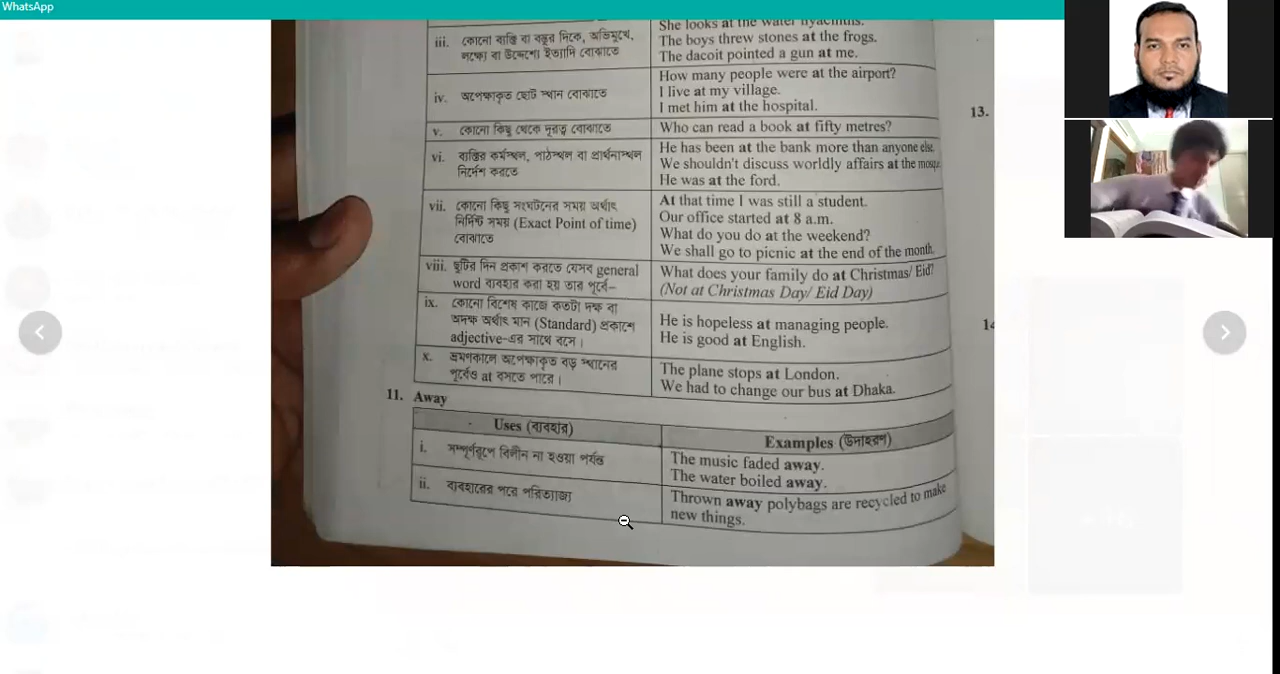 WhatsApp
She looks at the water hyacinths.
iii. কোনো ব্যক্তি বা বস্তুর দিকে, অভিমুখে,
লক্ষ্যে বা উদ্দেশ্যে ইত্যাদি বোঝাতে
The boys threw stones at the frogs.
The dacoit pointed a gun at me.
iv. অপেক্ষাকৃত ছোট স্থান বোঝাতে
How many people were at the airport?
I live at my village.
I met him at the hospital.
13.
v. কোনো কিছু থেকে দূরত্ব বোঝাতে
Who can read a book at fifty metres?
vi. ব্যক্তির কর্মস্থল, পাঠস্থল বা প্রার্থনাস্থল
নির্দেশ করতে
He has been at the bank more than anyone else.
We shouldn't discuss worldly affairs at the mosque
He was at the ford.
vii. কোনো কিছু সংঘটনের সময় অর্থাৎ
নির্দিষ্ট সময় (Exact Point of time)
বোঝাতে
At that time I was still a student.
Our office started at 8 a.m.
What do you do at the weekend?
We shall go to picnic at the end of the month.
viii. ছুটির দিন প্রকাশ করতে যেসব general
word ব্যবহার করা হয় তার পূর্বে–
What does your family do at Christmas/ Eid?
(Not at Christmas Day/ Eid Day)
ix. কোনো বিশেষ কাজে কতটা দক্ষ বা
অদক্ষ অর্থাৎ মান (Standard) প্রকাশে
adjective-এর সাথে বসে।
He is hopeless at managing people.
He is good at English.
14
x. ভ্রমণকালে অপেক্ষাকৃত বড় স্থানের
পূর্বেও at বসতে পারে।
The plane stops at London.
We had to change our bus at Dhaka.
11. Away
Uses (ব্যবহার)
Examples (উদাহরণ)
i. সম্পূর্ণরূপে বিলীন না হওয়া পর্যন্ত
The music faded away.
The water boiled away.
ii. ব্যবহারের পরে পরিত্যাজ্য
Thrown away polybags are recycled to make
new things.